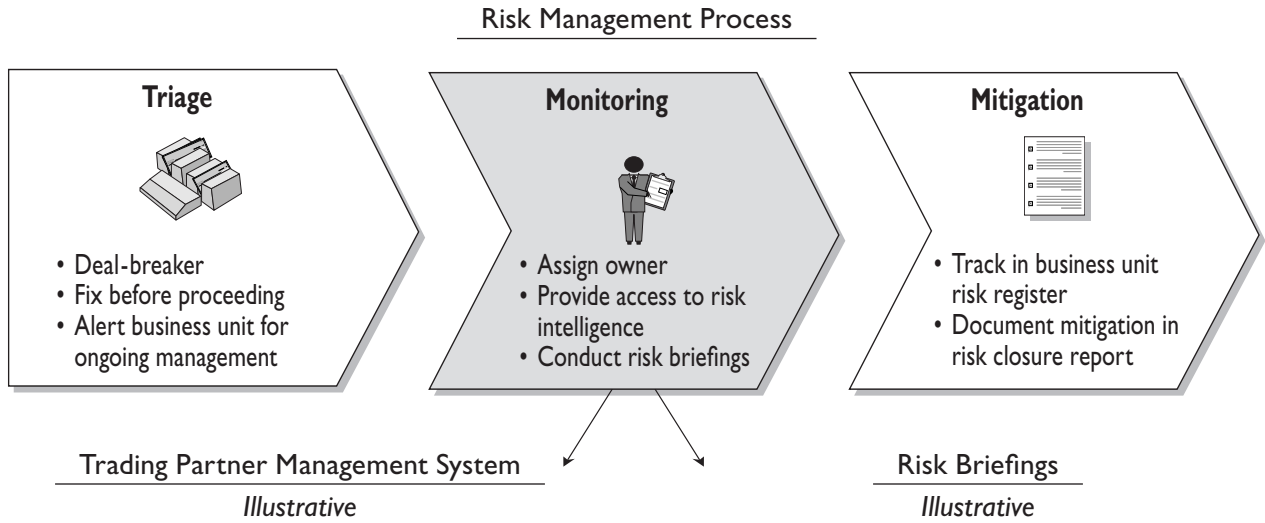 Risk Management Process
Triage
• Deal-breaker
• Fix before proceeding
• Alert business unit for
ongoing management
Monitoring
• Assign owner
• Provide access to risk
intelligence
• Conduct risk briefings
Mitigation
• Track in business unit
risk register
• Document mitigation in
risk closure report
Trading Partner Management System
Illustrative
Risk Briefings
Illustrative